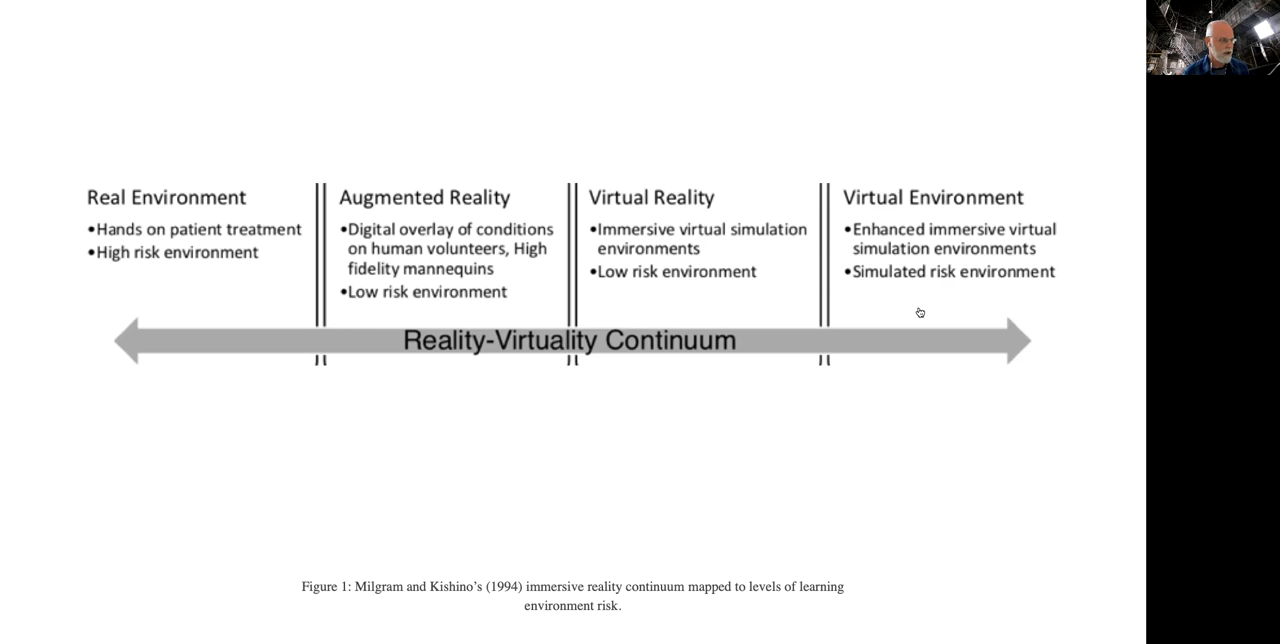 Real Environment
•Hands on patient treatment
•High risk environment
Augmented Reality
•Digital overlay of conditions
on human volunteers, High
fidelity mannequins
•Low risk environment
Virtual Reality
•Immersive virtual simulation
environments
•Low risk environment
Virtual Environment
•Enhanced immersive virtual
simulation environments
•Simulated risk environment
Reality-Virtuality Continuum
Figure 1: Milgram and Kishino’s (1994) immersive reality continuum mapped to levels of learning
environment risk.